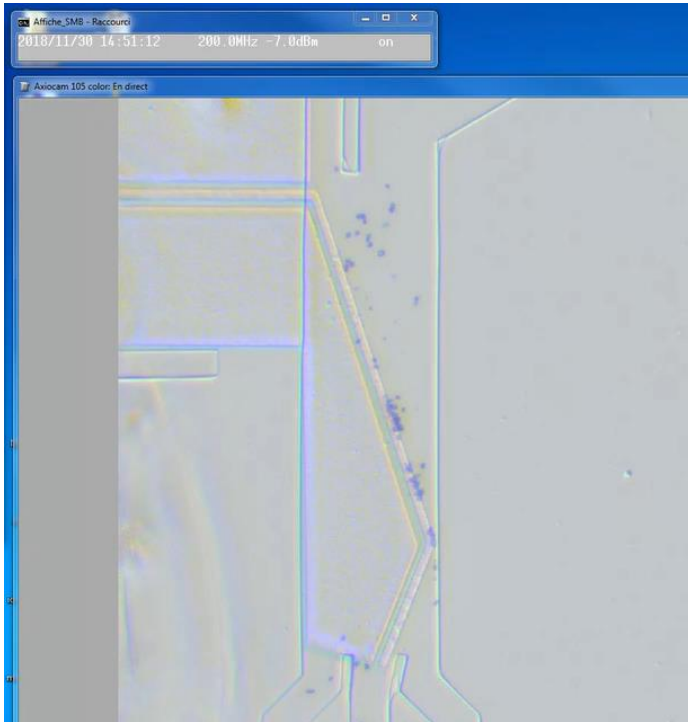 Affiche_SMB - Raccourci
2018/11/30 14:51:12 200.0MHz -7.0dBm on
Axiocam 105 color: En direct